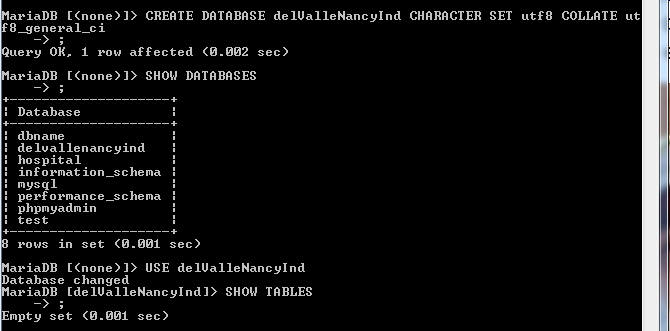 MariaDB [(none)]> CREATE DATABASE delValleNancyInd CHARACTER SET utf8 COLLATE ut
f8_general_ci
    -> ;
Query OK, 1 row affected (0.002 sec)
MariaDB [(none)]> SHOW DATABASES
    -> ;
+--------------------+
¦ Database           ¦
+--------------------+
¦ dbname             ¦
¦ delvallenancyind   ¦
¦ hospital           ¦
¦ information_schema ¦
¦ mysql              ¦
¦ performance_schema ¦
¦ phpmyadmin         ¦
¦ test               ¦
+--------------------+
8 rows in set (0.001 sec)
MariaDB [(none)]> USE delValleNancyInd
Database changed
MariaDB [delValleNancyInd]> SHOW TABLES
    -> ;
Empty set (0.001 sec)